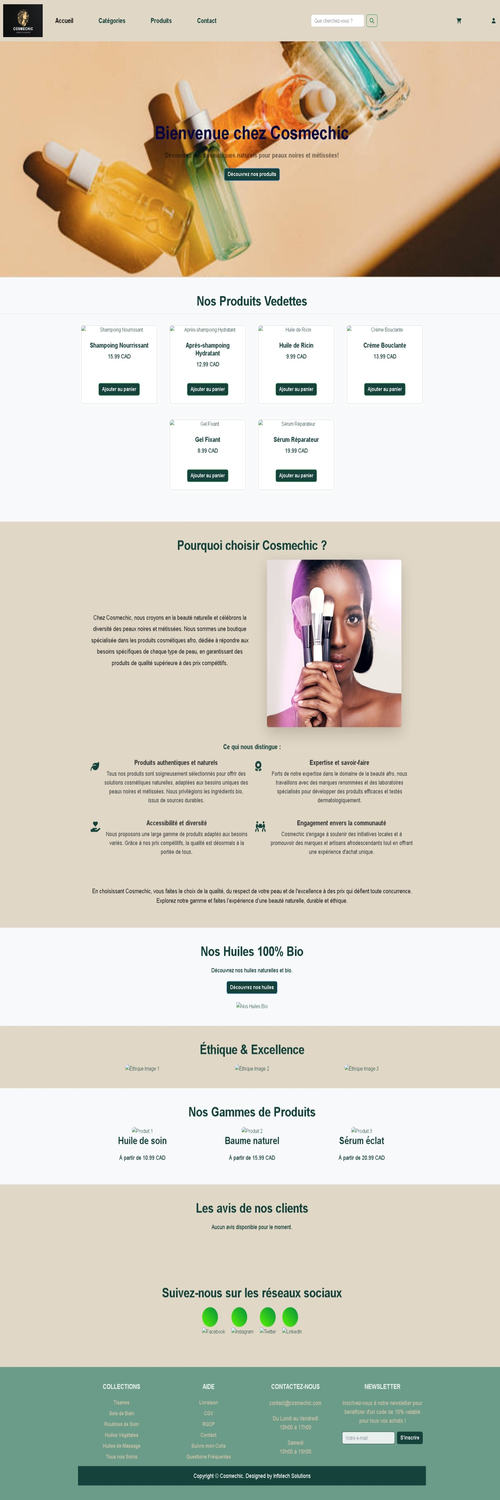 COSMECHIC
Accueil
Catégories
Produits
Contact
Que cherchez-vous ?
Bienvenue chez Cosmechic
naturels pour peaux noires et métissées!
Découvrez nos produits
Nos Produits Vedettes
Shampoing Nourrissant
Après-shampoing Hydratant
Huile de Ricin
Crème Bouclante
Shampoing Nourrissant
Après-shampoing
Hydratant
Huile de Ricin
Crème Bouclante
15.99 CAD
12.99 CAD
9.99 CAD
13.99 CAD
Ajouter au panier
Ajouter au panier
Ajouter au panier
Ajouter au panier
Gel Fixant
Sérum Réparateur
Gel Fixant
Sérum Réparateur
8.99 CAD
19.99 CAD
Ajouter au panier
Ajouter au panier
Pourquoi choisir Cosmechic ?
Chez Cosmechic, nous croyons en la beauté naturelle et célébrons la
diversité des peaux noires et métissées. Nous sommes une boutique
spécialisée dans les produits cosmétiques afro, dédiée à répondre aux
besoins spécifiques de chaque type de peau, en garantissant des
produits de qualité supérieure à des prix compétitifs.
Ce qui nous distingue :
Produits authentiques et naturels
Tous nos produits sont soigneusement sélectionnés pour offrir des
solutions cosmétiques naturelles, adaptées aux besoins uniques des
peaux noires et métissées. Nous privilégions les ingrédients bio,
issus de sources durables.
Expertise et savoir-faire
Forts de notre expertise dans le domaine de la beauté afro, nous
travaillons avec des marques renommées et des laboratoires
spécialisés pour développer des produits efficaces et testés
dermatologiquement.
Accessibilité et diversité
Nous proposons une large gamme de produits adaptés aux besoins
variés. Grâce à nos prix compétitifs, la qualité est désormais à la
portée de tous.
Engagement envers la communauté
Cosmechic s'engage à soutenir des initiatives locales et à
promouvoir des marques et artisans afrodescendants tout en offrant
une expérience d'achat unique.
En choisissant Cosmechic, vous faites le choix de la qualité, du respect de votre peau et de l'excellence à des prix qui défient toute concurrence.
Explorez notre gamme et faites l'expérience d'une beauté naturelle, durable et éthique.
Nos Huiles 100% Bio
Découvrez nos huiles naturelles et bio.
Découvrez nos huiles
Nos Huiles Bio
Éthique & Excellence
Éthique Image 1
Éthique Image 2
Éthique Image 3
Nos Gammes de Produits
Produit 1
Produit 2
Produit 3
Huile de soin
Baume naturel
Sérum éclat
À partir de 10.99 CAD
À partir de 15.99 CAD
À partir de 20.99 CAD
Les avis de nos clients
Aucun avis disponible pour le moment.
Suivez-nous sur les réseaux sociaux
Facebook
Instagram
Twitter
LinkedIn
COLLECTIONS
Tisanes
Sels de Bain
Routines de Soin
Huiles Végétales
Huiles de Massage
Tous nos Soins
AIDE
Livraison
CGV
RGDP
Contact
Suivre mon Colis
Questions Fréquentes
CONTACTEZ-NOUS
contact@cosmechic.com
Du Lundi au Vendredi
10h00 à 17h00
Samedi
10h00 à 15h00
NEWSLETTER
Inscrivez-vous à notre newsletter pour
bénéficier d'un code de 10% valable
pour tous vos achats !
Votre e-mail
S'inscrire
Copyright © Cosmechic. Designed by Infotech Solutions